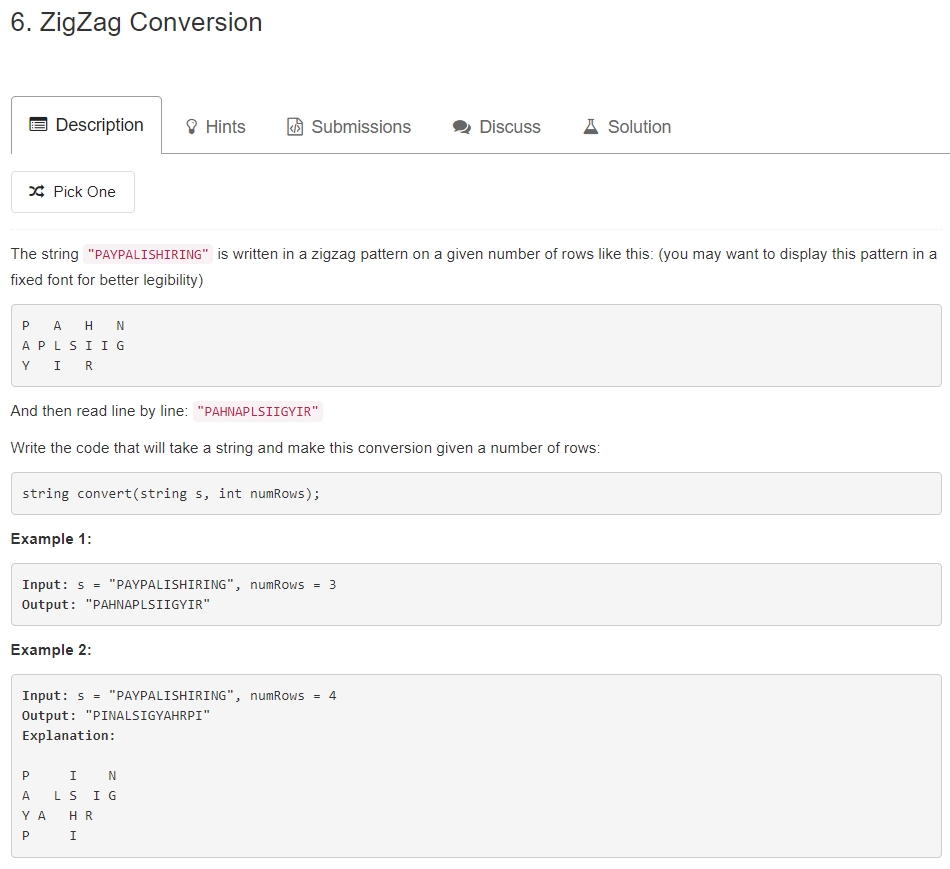 6. ZigZag Conversion
Description
Hints
Submissions
Discuss
Solution
Pick One
The string "PAYPALISHIRING" is written in a zigzag pattern on a given number of rows like this: (you may want to display this pattern in a
fixed font for better legibility)
P   A   H   N
A P L S I I G
Y   I   R
And then read line by line: "PAHNAPLSIIGYIR"
Write the code that will take a string and make this conversion given a number of rows:
string convert(string s, int numRows);
Example 1:
Input: s = "PAYPALISHIRING", numRows = 3
Output: "PAHNAPLSIIGYIR"
Example 2:
Input: s = "PAYPALISHIRING", numRows = 4
Output: "PINALSIGYAHRPI"
Explanation:
P     I    N
A   L S  I G
Y A   H R
P     I